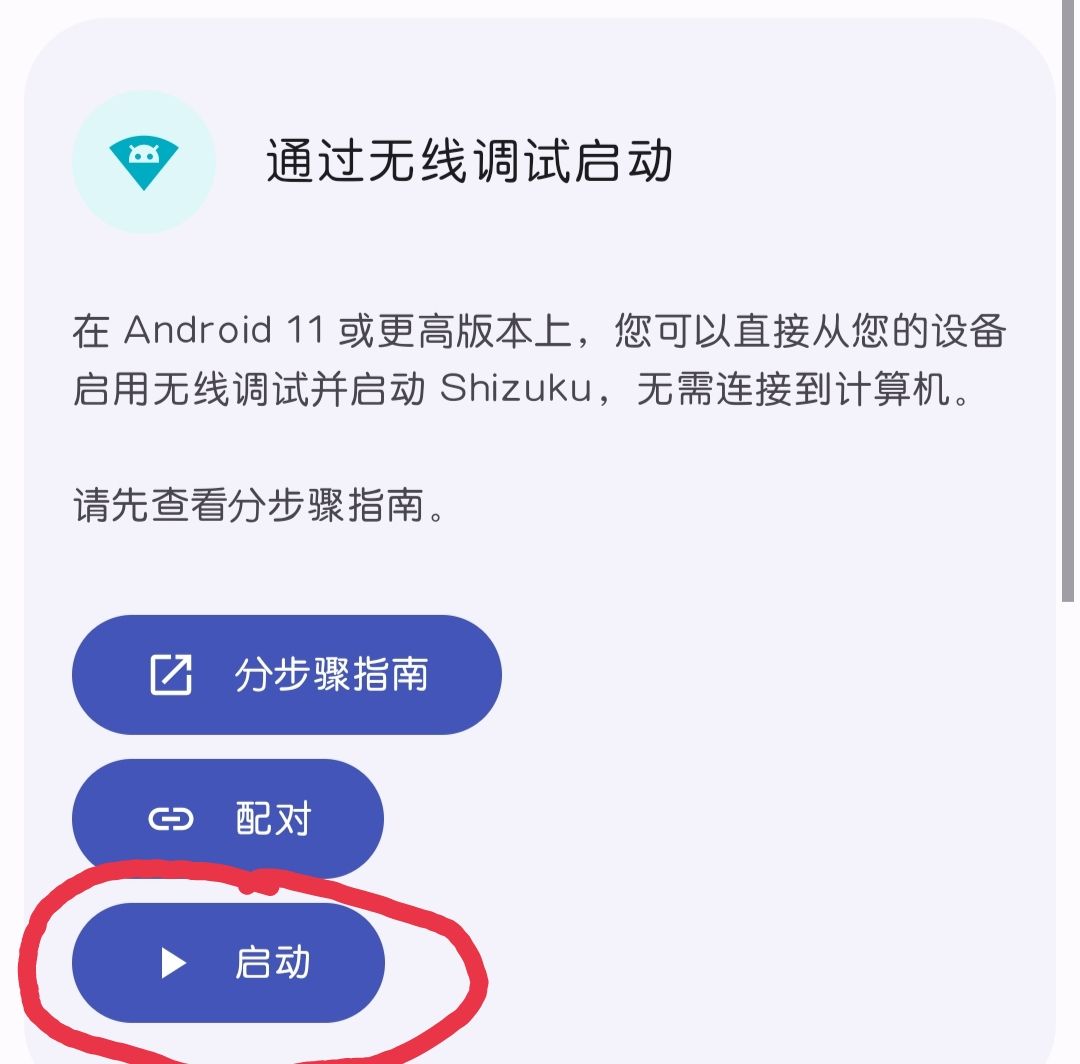 通过无线调试启动
在 Android 11 或更高版本上，您可以直接从您的设备
启用无线调试并启动 Shizuku，无需连接到计算机。
请先查看分步骤指南。
分步骤指南
配对
启动